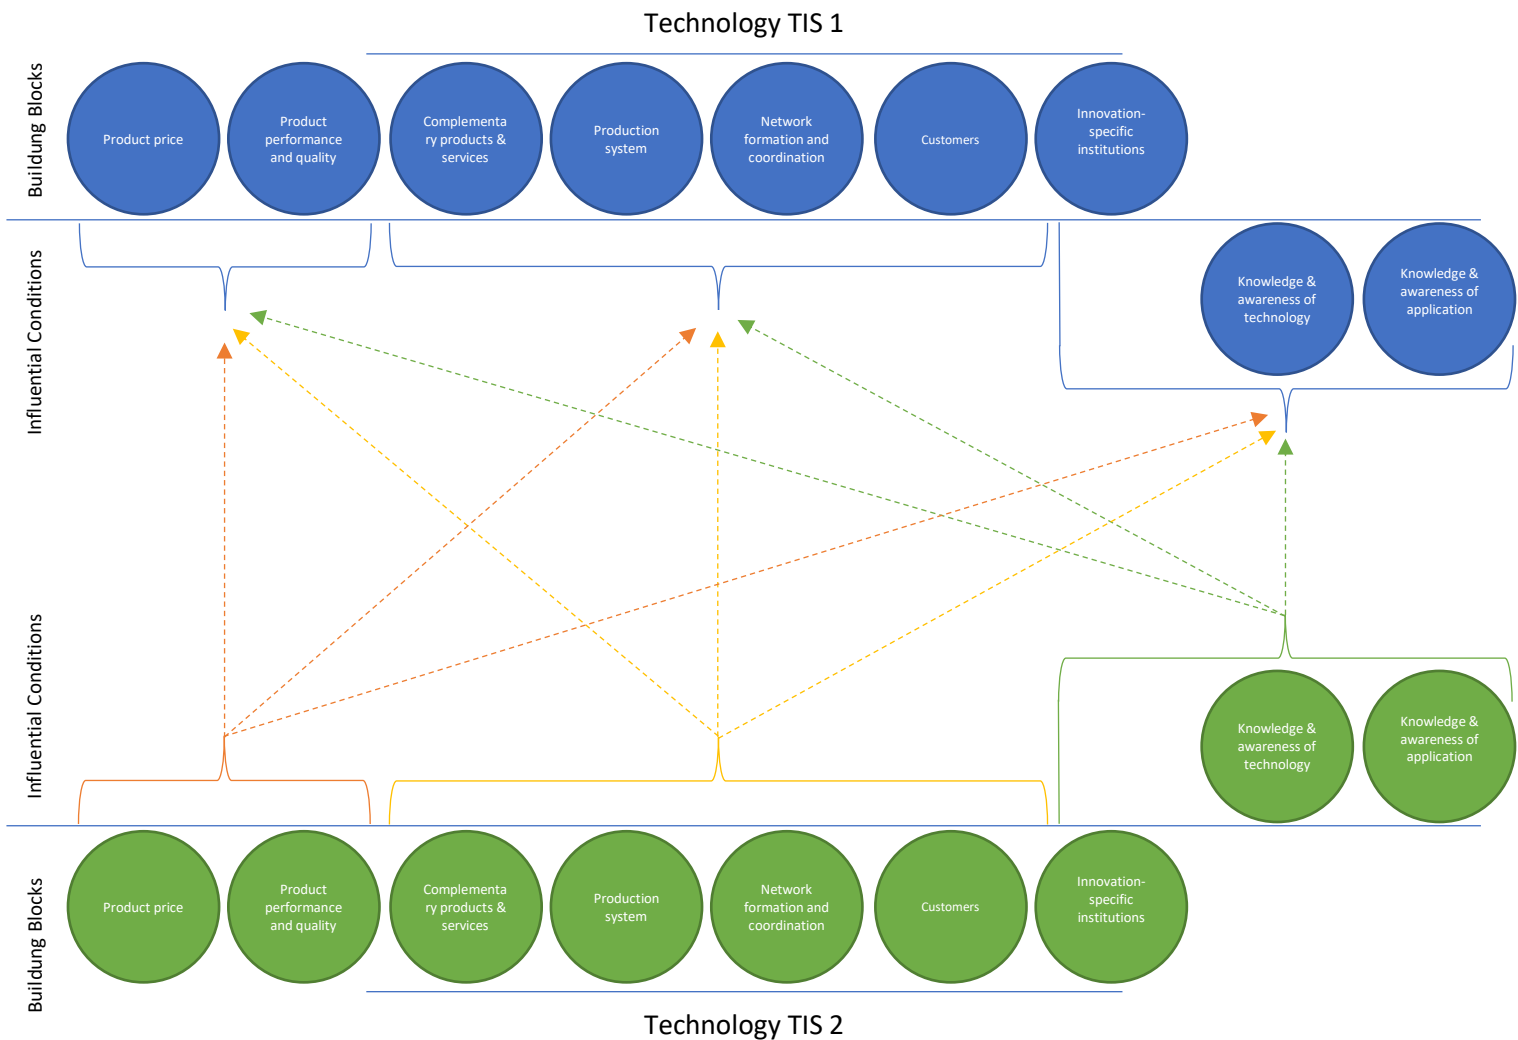 Technology TIS 1
Buildung Blocks
Product price
Product
performance
and quality
Complementa
ry products &
services
Production
system
Network
formation and
coordination
Customers
Innovation-
specific
institutions
Influential Conditions
Knowledge &
awareness of
technology
Knowledge &
awareness of
application
Influential Conditions
Knowledge &
awareness of
technology
Knowledge &
awareness of
application
Buildung Blocks
Product price
Product
performance
and quality
Complementa
ry products &
services
Production
system
Network
formation and
coordination
Customers
Innovation-
specific
institutions
Technology TIS 2